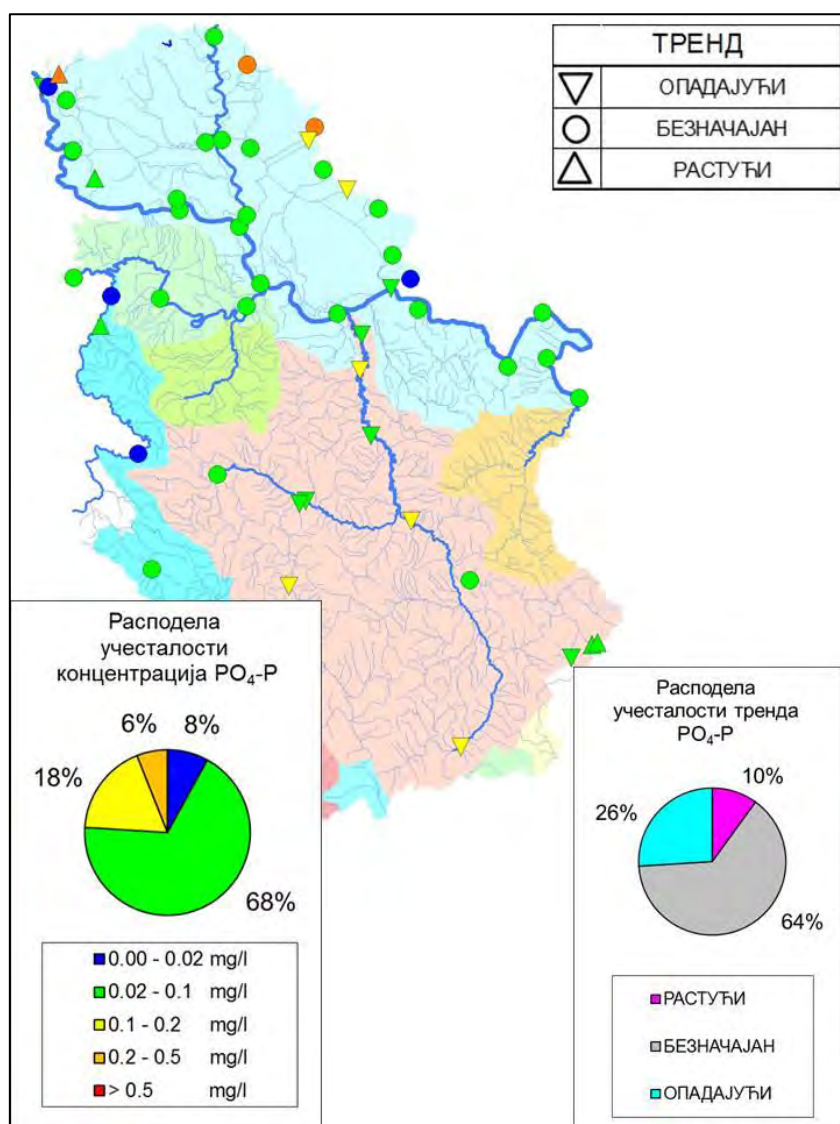 ТРЕНД
ОПАДАЈУЋИ
БЕЗНАЧАЈАН
РАСТУЋИ
Расподела
учесталости
концентрација PO₄-P
6%
8%
18%
68%
0.00 - 0.02 mg/l
0.02 - 0.1 mg/l
0.1 - 0.2 mg/l
0.2 - 0.5 mg/l
> 0.5 mg/l
Расподела
учесталости тренда
PO₄-P
10%
26%
64%
РАСТУЋИ
БЕЗНАЧАЈАН
ОПАДАЈУЋИ